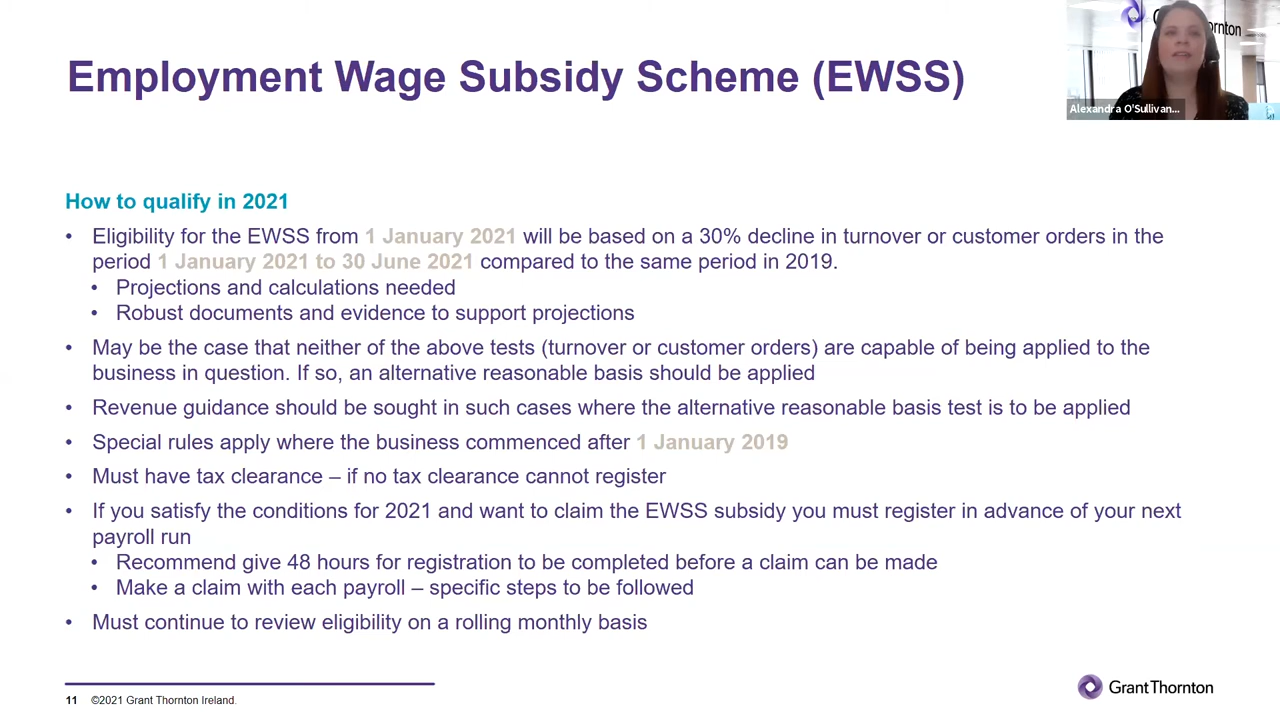 Employment Wage Subsidy Scheme (EWSS)
Alexandra O'Sullivan...
How to qualify in 2021
• Eligibility for the EWSS from 1 January 2021 will be based on a 30% decline in turnover or customer orders in the
period 1 January 2021 to 30 June 2021 compared to the same period in 2019.
• Projections and calculations needed
• Robust documents and evidence to support projections
• May be the case that neither of the above tests (turnover or customer orders) are capable of being applied to the
business in question. If so, an alternative reasonable basis should be applied
• Revenue guidance should be sought in such cases where the alternative reasonable basis test is to be applied
• Special rules apply where the business commenced after 1 January 2019
• Must have tax clearance – if no tax clearance cannot register
• If you satisfy the conditions for 2021 and want to claim the EWSS subsidy you must register in advance of your next
payroll run
• Recommend give 48 hours for registration to be completed before a claim can be made
• Make a claim with each payroll – specific steps to be followed
• Must continue to review eligibility on a rolling monthly basis
11 ©2021 Grant Thornton Ireland.
Grant Thornton